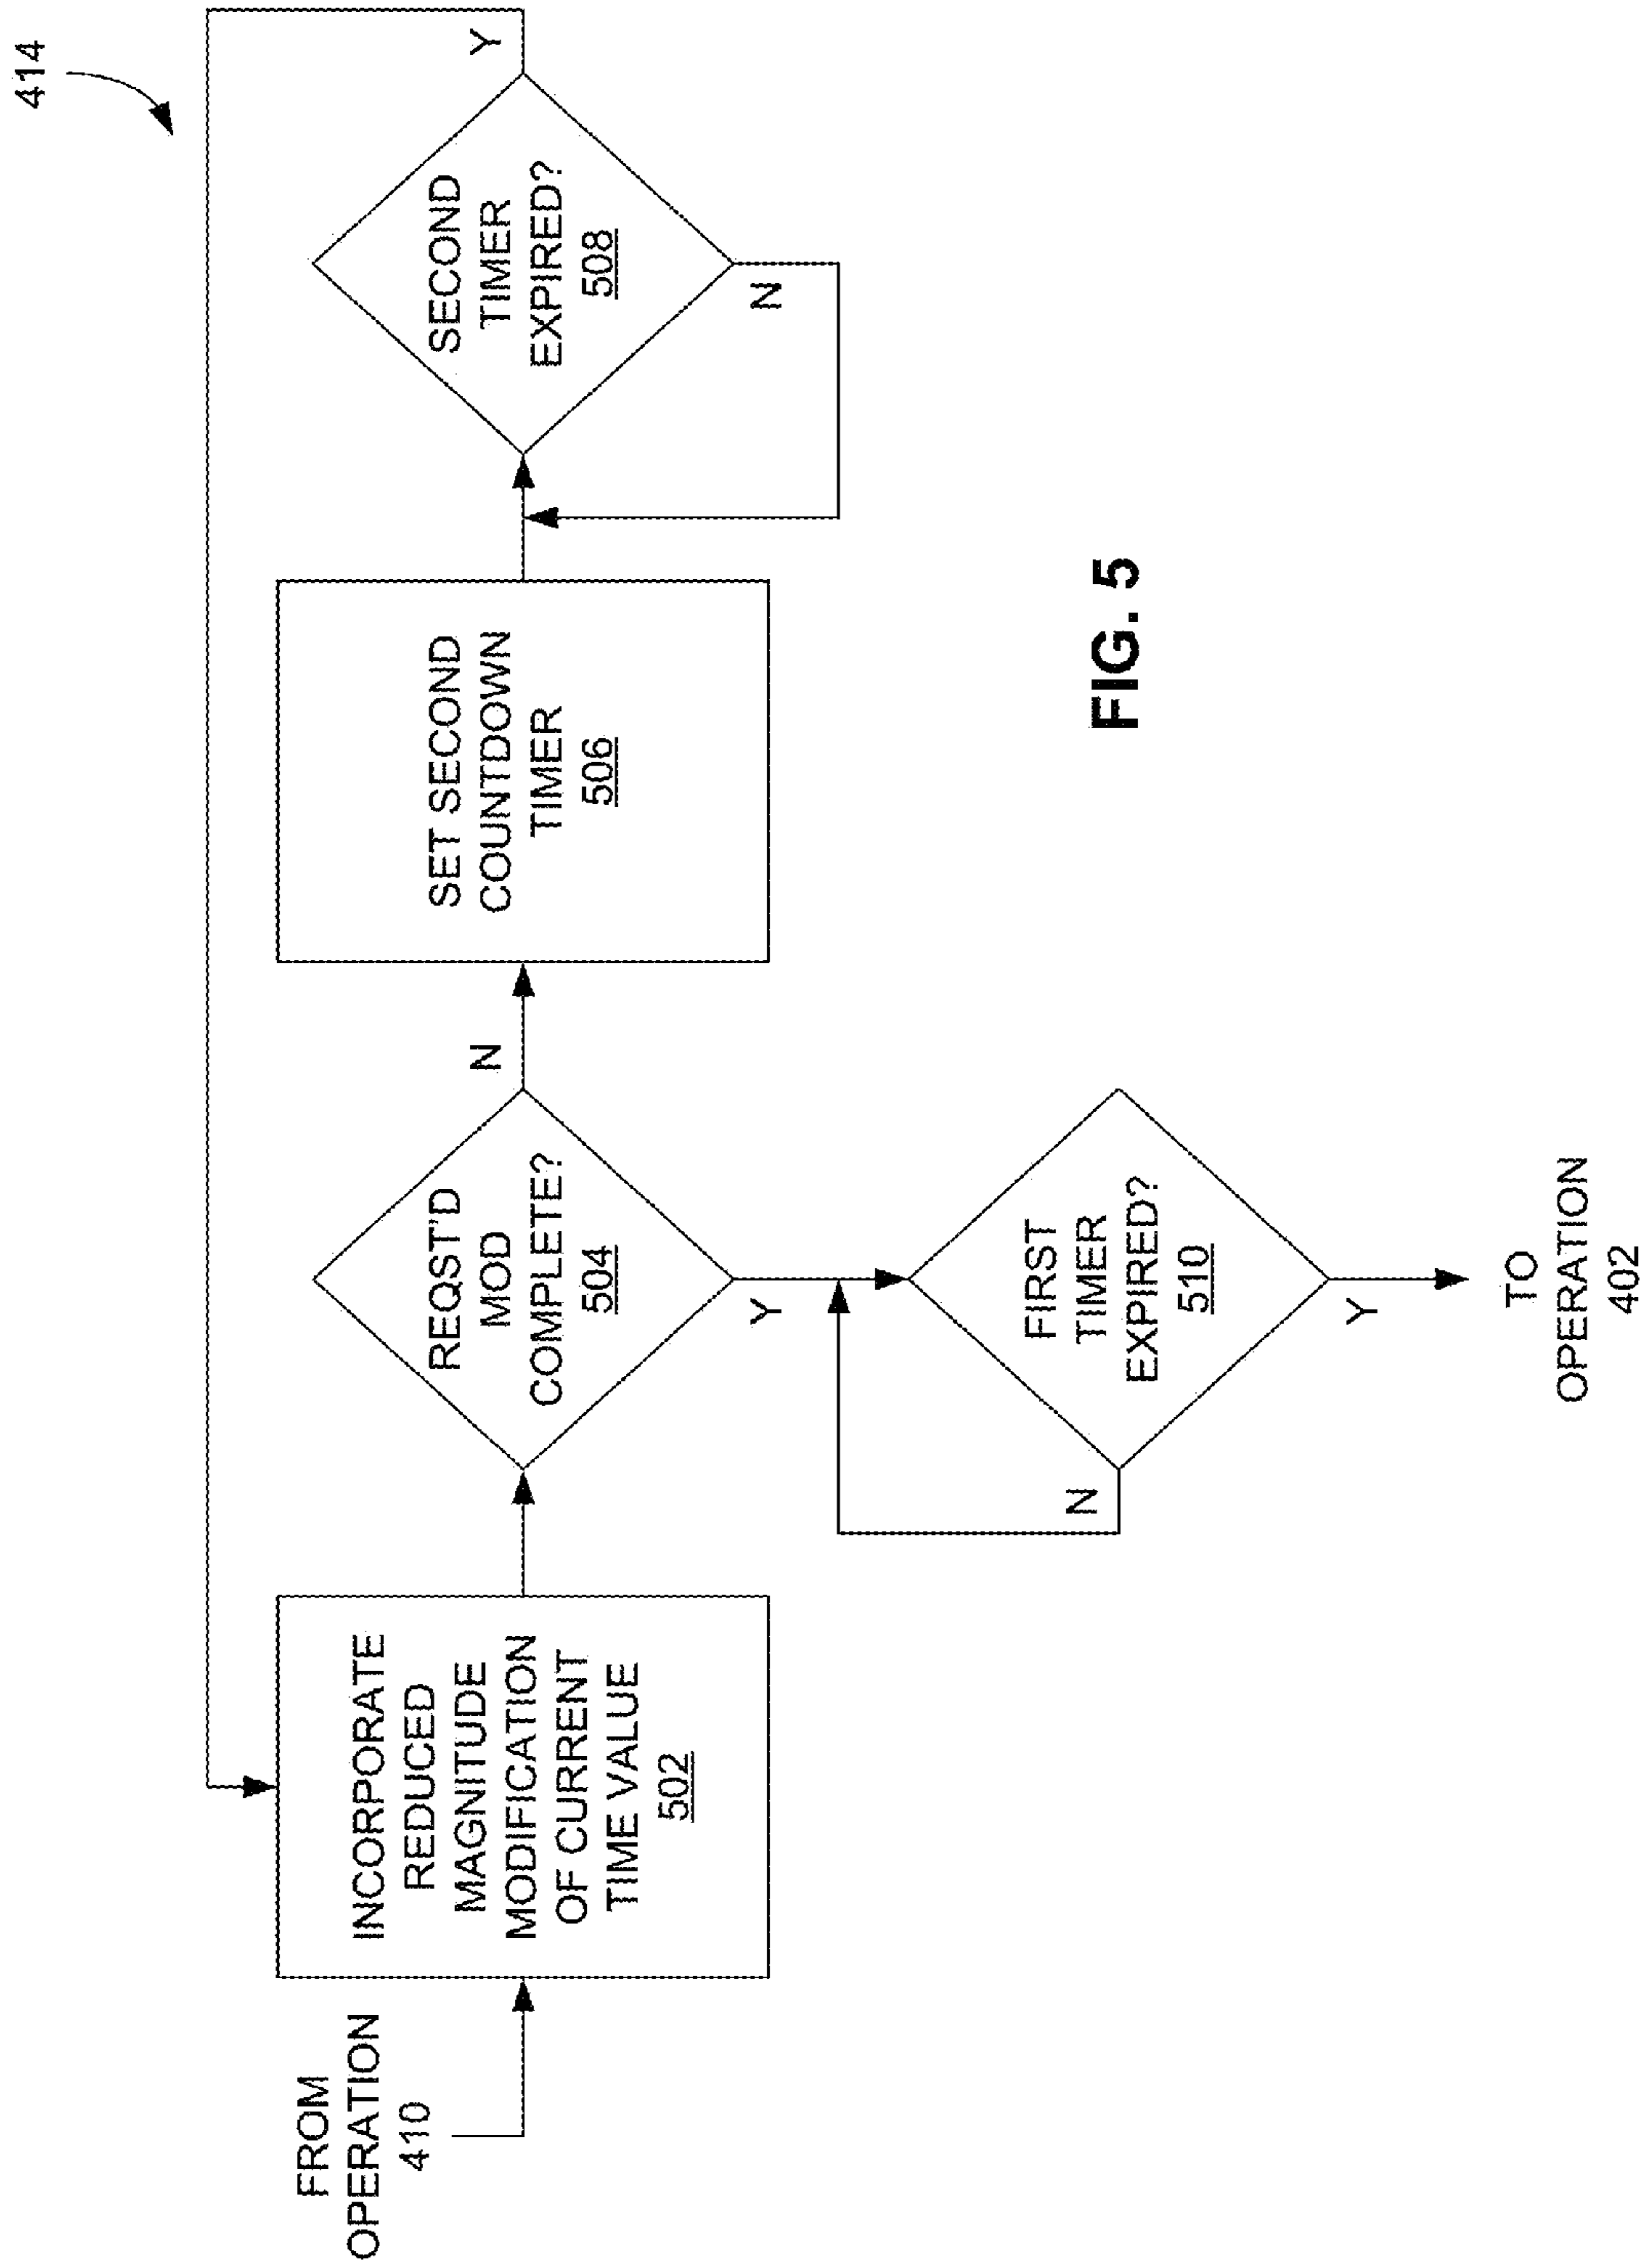 414
FROM
OPERATION
410
INCORPORATE
REDUCED
MAGNITUDE
MODIFICATION
OF CURRENT
TIME VALUE
502
REQST'D
MOD
COMPLETE?
504
N
Y
SET SECOND
COUNTDOWN
TIMER
506
SECOND
TIMER
EXPIRED?
508
Y
N
FIRST
TIMER
EXPIRED?
510
N
Y
TO
OPERATION
402
FIG. 5